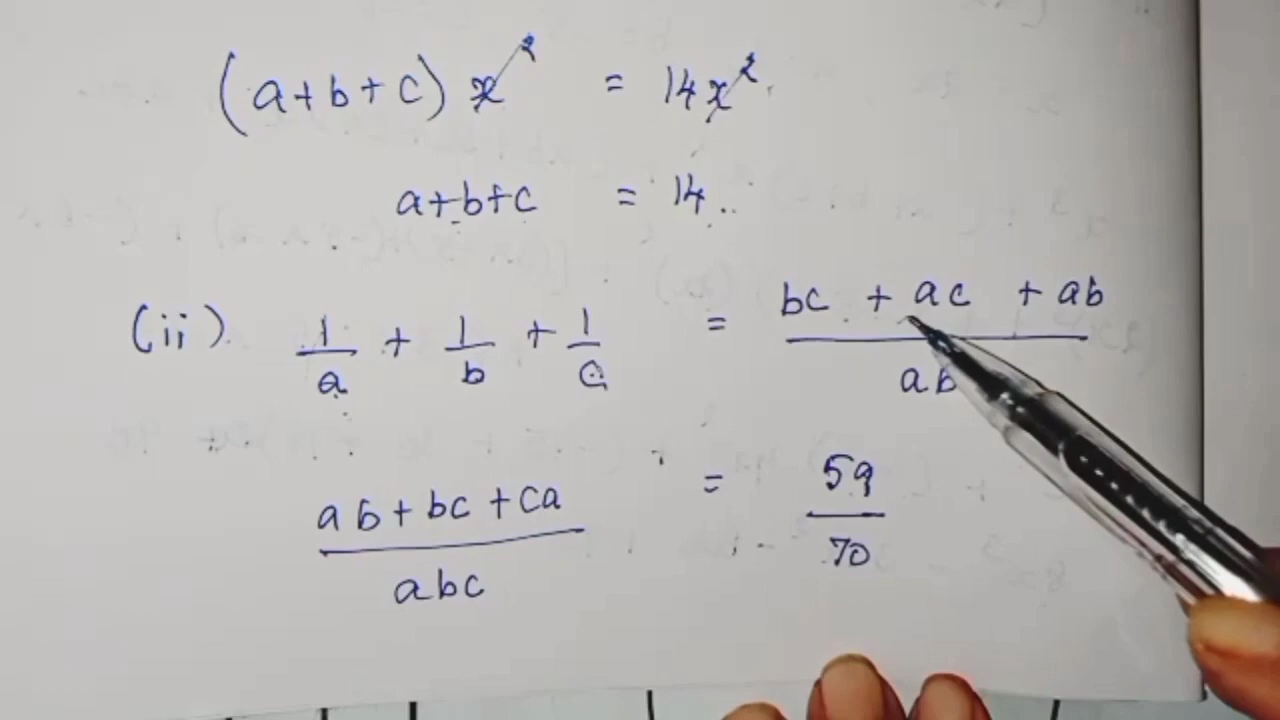 (a+b+c) x² = 14x²
a+b+c = 14
(ii) 1/a + 1/b + 1/c = bc + ac + ab / ab
ab + bc + ca / abc = 59/70